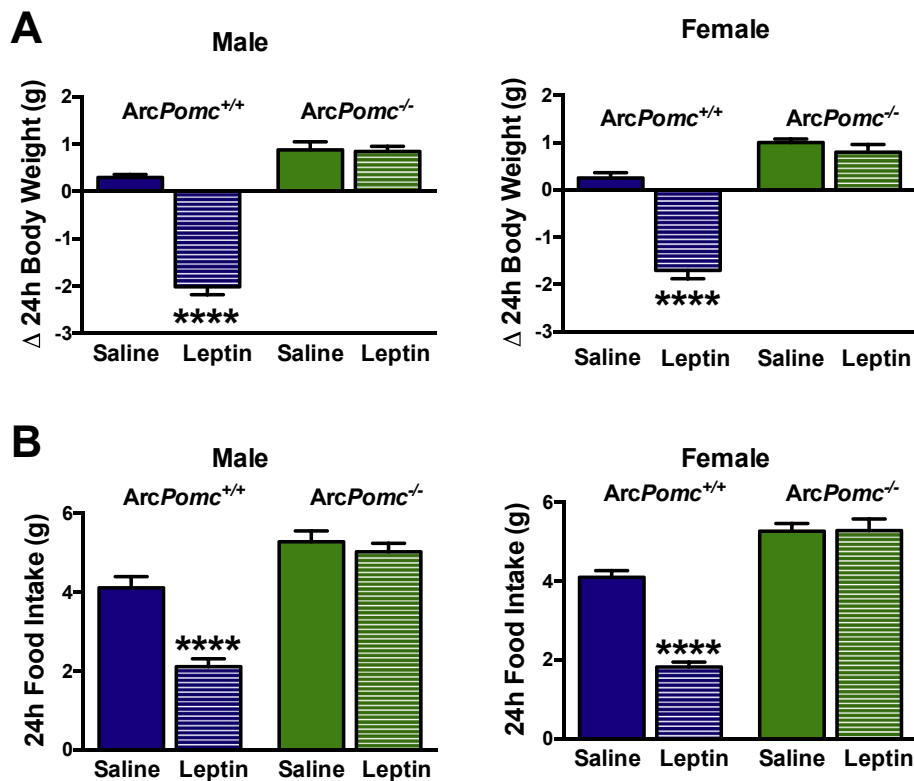 A
Male
Female
Δ 24h Body Weight (g)
2
1
0
-1
-2
-3
ArcPomc+/+
ArcPomc-/-
****
Saline Leptin Saline Leptin
Δ 24h Body Weight (g)
2
1
0
-1
-2
-3
ArcPomc+/+
ArcPomc-/-
****
Saline Leptin Saline Leptin
B
Male
Female
24h Food Intake (g)
6
4
2
0
ArcPomc+/+
ArcPomc-/-
****
Saline Leptin Saline Leptin
24h Food Intake (g)
6
4
2
0
ArcPomc+/+
ArcPomc-/-
****
Saline Leptin Saline Leptin